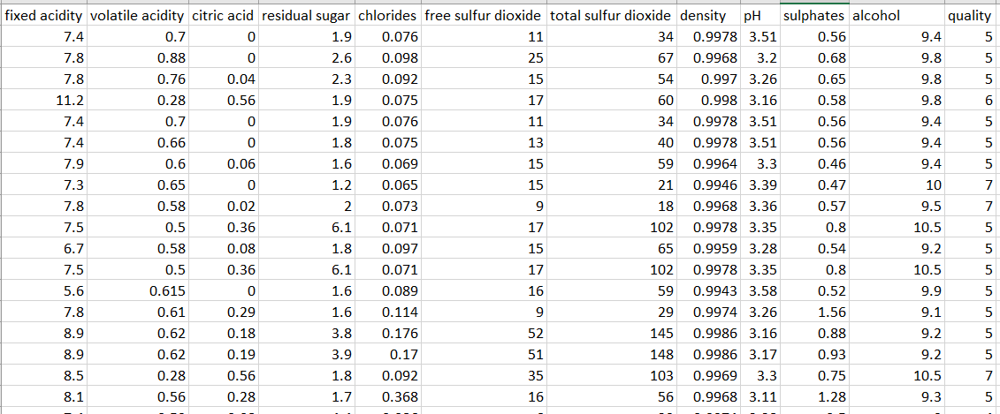 fixed acidity volatile acidity citric acid residual sugar chlorides free sulfur dioxide total sulfur dioxide density pH sulphates alcohol quality
7.4 0.7 0 1.9 0.076 11 34 0.9978 3.51 0.56 9.4 5
7.8 0.88 0 2.6 0.098 25 67 0.9968 3.2 0.68 9.8 5
7.8 0.76 0.04 2.3 0.092 15 54 0.997 3.26 0.65 9.8 5
11.2 0.28 0.56 1.9 0.075 17 60 0.998 3.16 0.58 9.8 6
7.4 0.7 0 1.9 0.076 11 34 0.9978 3.51 0.56 9.4 5
7.4 0.66 0 1.8 0.075 13 40 0.9978 3.51 0.56 9.4 5
7.9 0.6 0.06 1.6 0.069 15 59 0.9964 3.3 0.46 9.4 5
7.3 0.65 0 1.2 0.065 15 21 0.9946 3.39 0.47 10 7
7.8 0.58 0.02 2 0.073 9 18 0.9968 3.36 0.57 9.5 7
7.5 0.5 0.36 6.1 0.071 17 102 0.9978 3.35 0.8 10.5 5
6.7 0.58 0.08 1.8 0.097 15 65 0.9959 3.28 0.54 9.2 5
7.5 0.5 0.36 6.1 0.071 17 102 0.9978 3.35 0.8 10.5 5
5.6 0.615 0 1.6 0.089 16 59 0.9943 3.58 0.52 9.9 5
7.8 0.61 0.29 1.6 0.114 9 29 0.9974 3.26 1.56 9.1 5
8.9 0.62 0.18 3.8 0.176 52 145 0.9986 3.16 0.88 9.2 5
8.9 0.62 0.19 3.9 0.17 51 148 0.9986 3.17 0.93 9.2 5
8.5 0.28 0.56 1.8 0.092 35 103 0.9969 3.3 0.75 10.5 7
8.1 0.56 0.28 1.7 0.368 16 56 0.9968 3.11 1.28 9.3 5